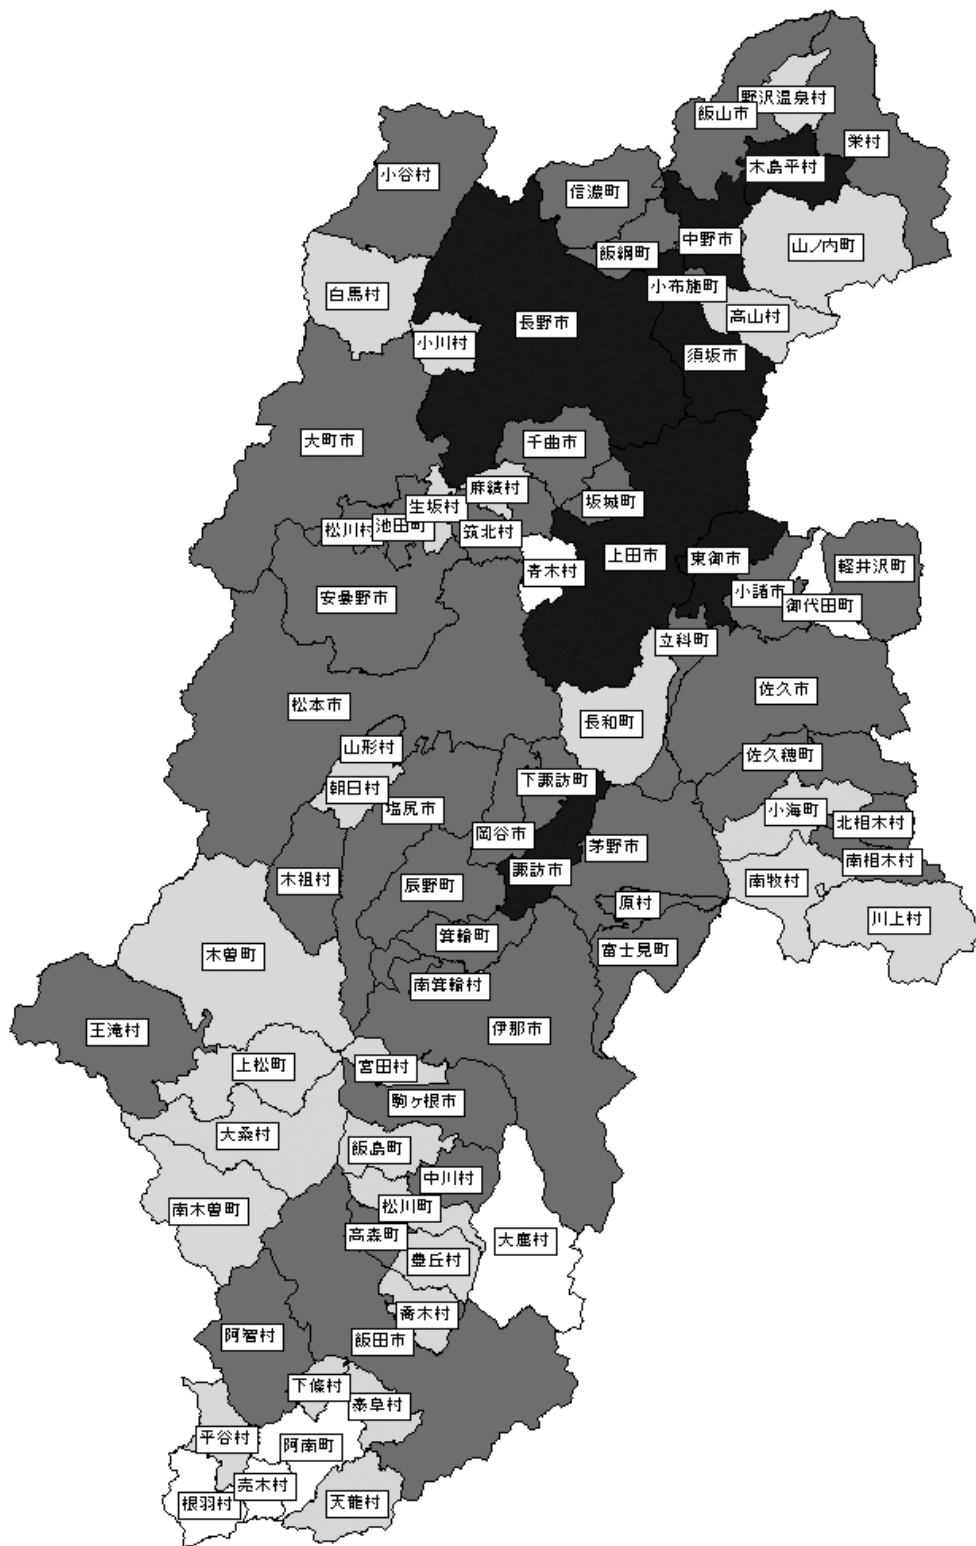 野沢温泉村
飯山市
栄村
木島平村
小谷村
信濃町
中野市
山ノ内町
飯綱町
小布施町
白馬村
高山村
長野市
小川村
須坂市
大町市
千曲市
麻績村
坂城町
生坂村
松川村
池田町
筑北村
上田市
東御市
軽井沢町
青木村
小諸市
安曇野市
御代田町
立科町
佐久市
松本市
長和町
山形村
佐久穂町
下諏訪町
朝日村
塩尻市
小海町
北相木村
岡谷市
茅野市
南相木村
諏訪市
木祖村
辰野町
南牧村
原村
川上村
箕輪町
木曽町
富士見町
南箕輪村
王滝村
伊那市
上松町
宮田村
駒ヶ根市
大桑村
飯島町
中川村
南木曽町
松川町
高森町
大鹿村
豊丘村
喬木村
阿智村
飯田市
下條村
泰阜村
平谷村
阿南町
売木村
根羽村
天龍村